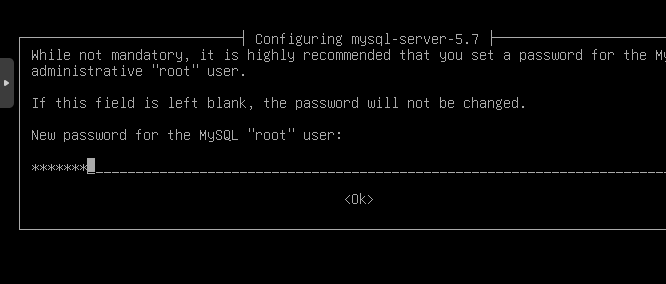 Configuring mysql-server-5.7
While not mandatory, it is highly recommended that you set a password for the My
administrative "root" user.
If this field is left blank, the password will not be changed.
New password for the MySQL "root" user:
*******
<Ok>